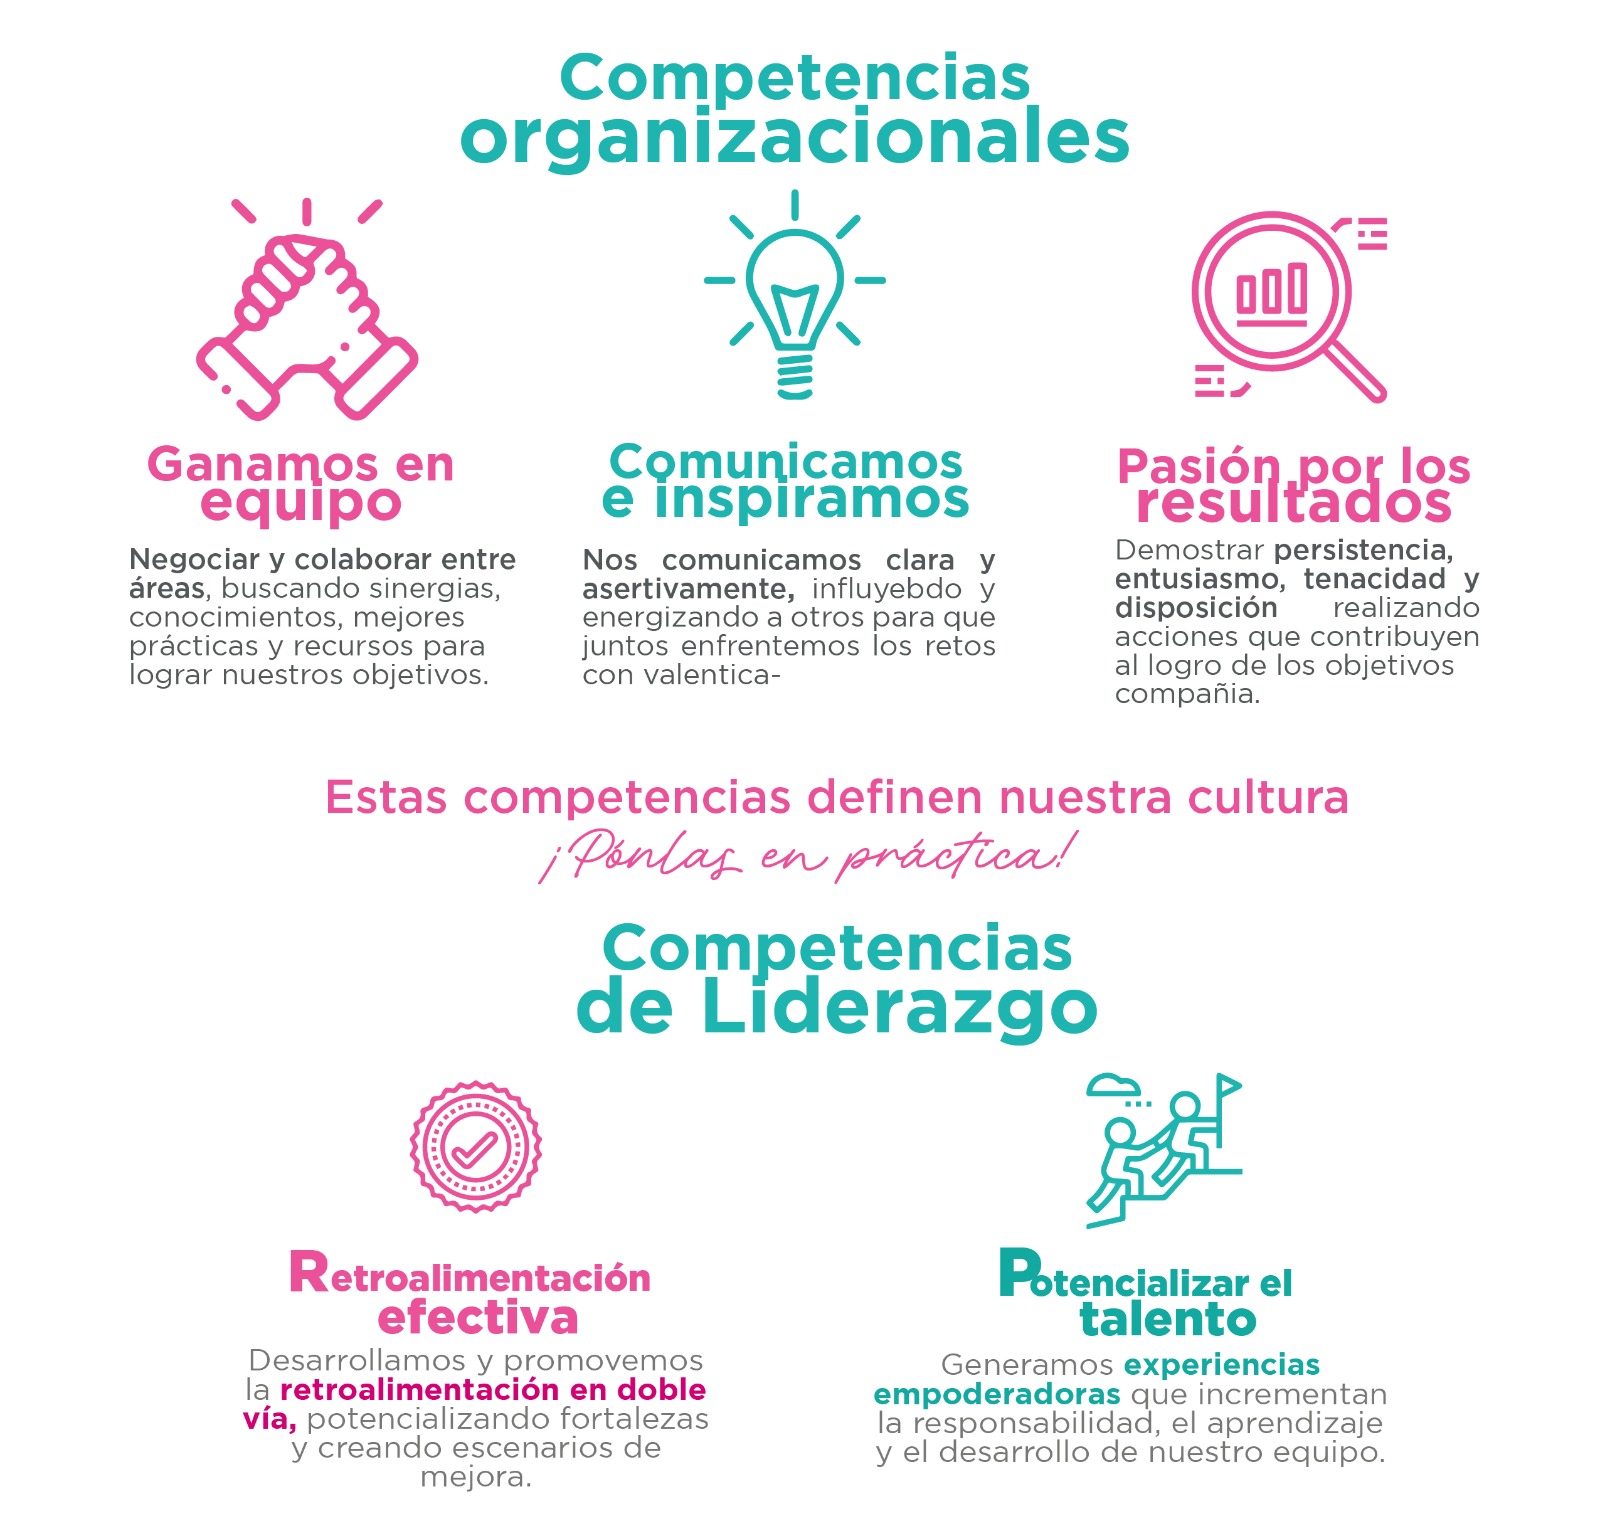 Competencias
organizacionales
Ganamos en
equipo
Negociar y colaborar entre
áreas, buscando sinergias,
conocimientos, mejores
prácticas y recursos para
lograr nuestros objetivos.
Comunicamos
e inspiramos
Nos comunicamos clara y
asertivamente, influyebdo y
energizando a otros para que
juntos enfrentemos los retos
con valentica-
Pasión por los
resultados
Demostrar persistencia,
entusiasmo, tenacidad y
disposición realizando
acciones que contribuyen
al logro de los objetivos
compañia.
Estas competencias definen nuestra cultura
¡Pónlas en práctica!
Competencias
de Liderazgo
Retroalimentación
efectiva
Desarrollamos y promovemos
la retroalimentación en doble
vía, potencializando fortalezas
y creando escenarios de
mejora.
Potencializar el
talento
Generamos experiencias
empoderadoras que incrementan
la responsabilidad, el aprendizaje
y el desarrollo de nuestro equipo.